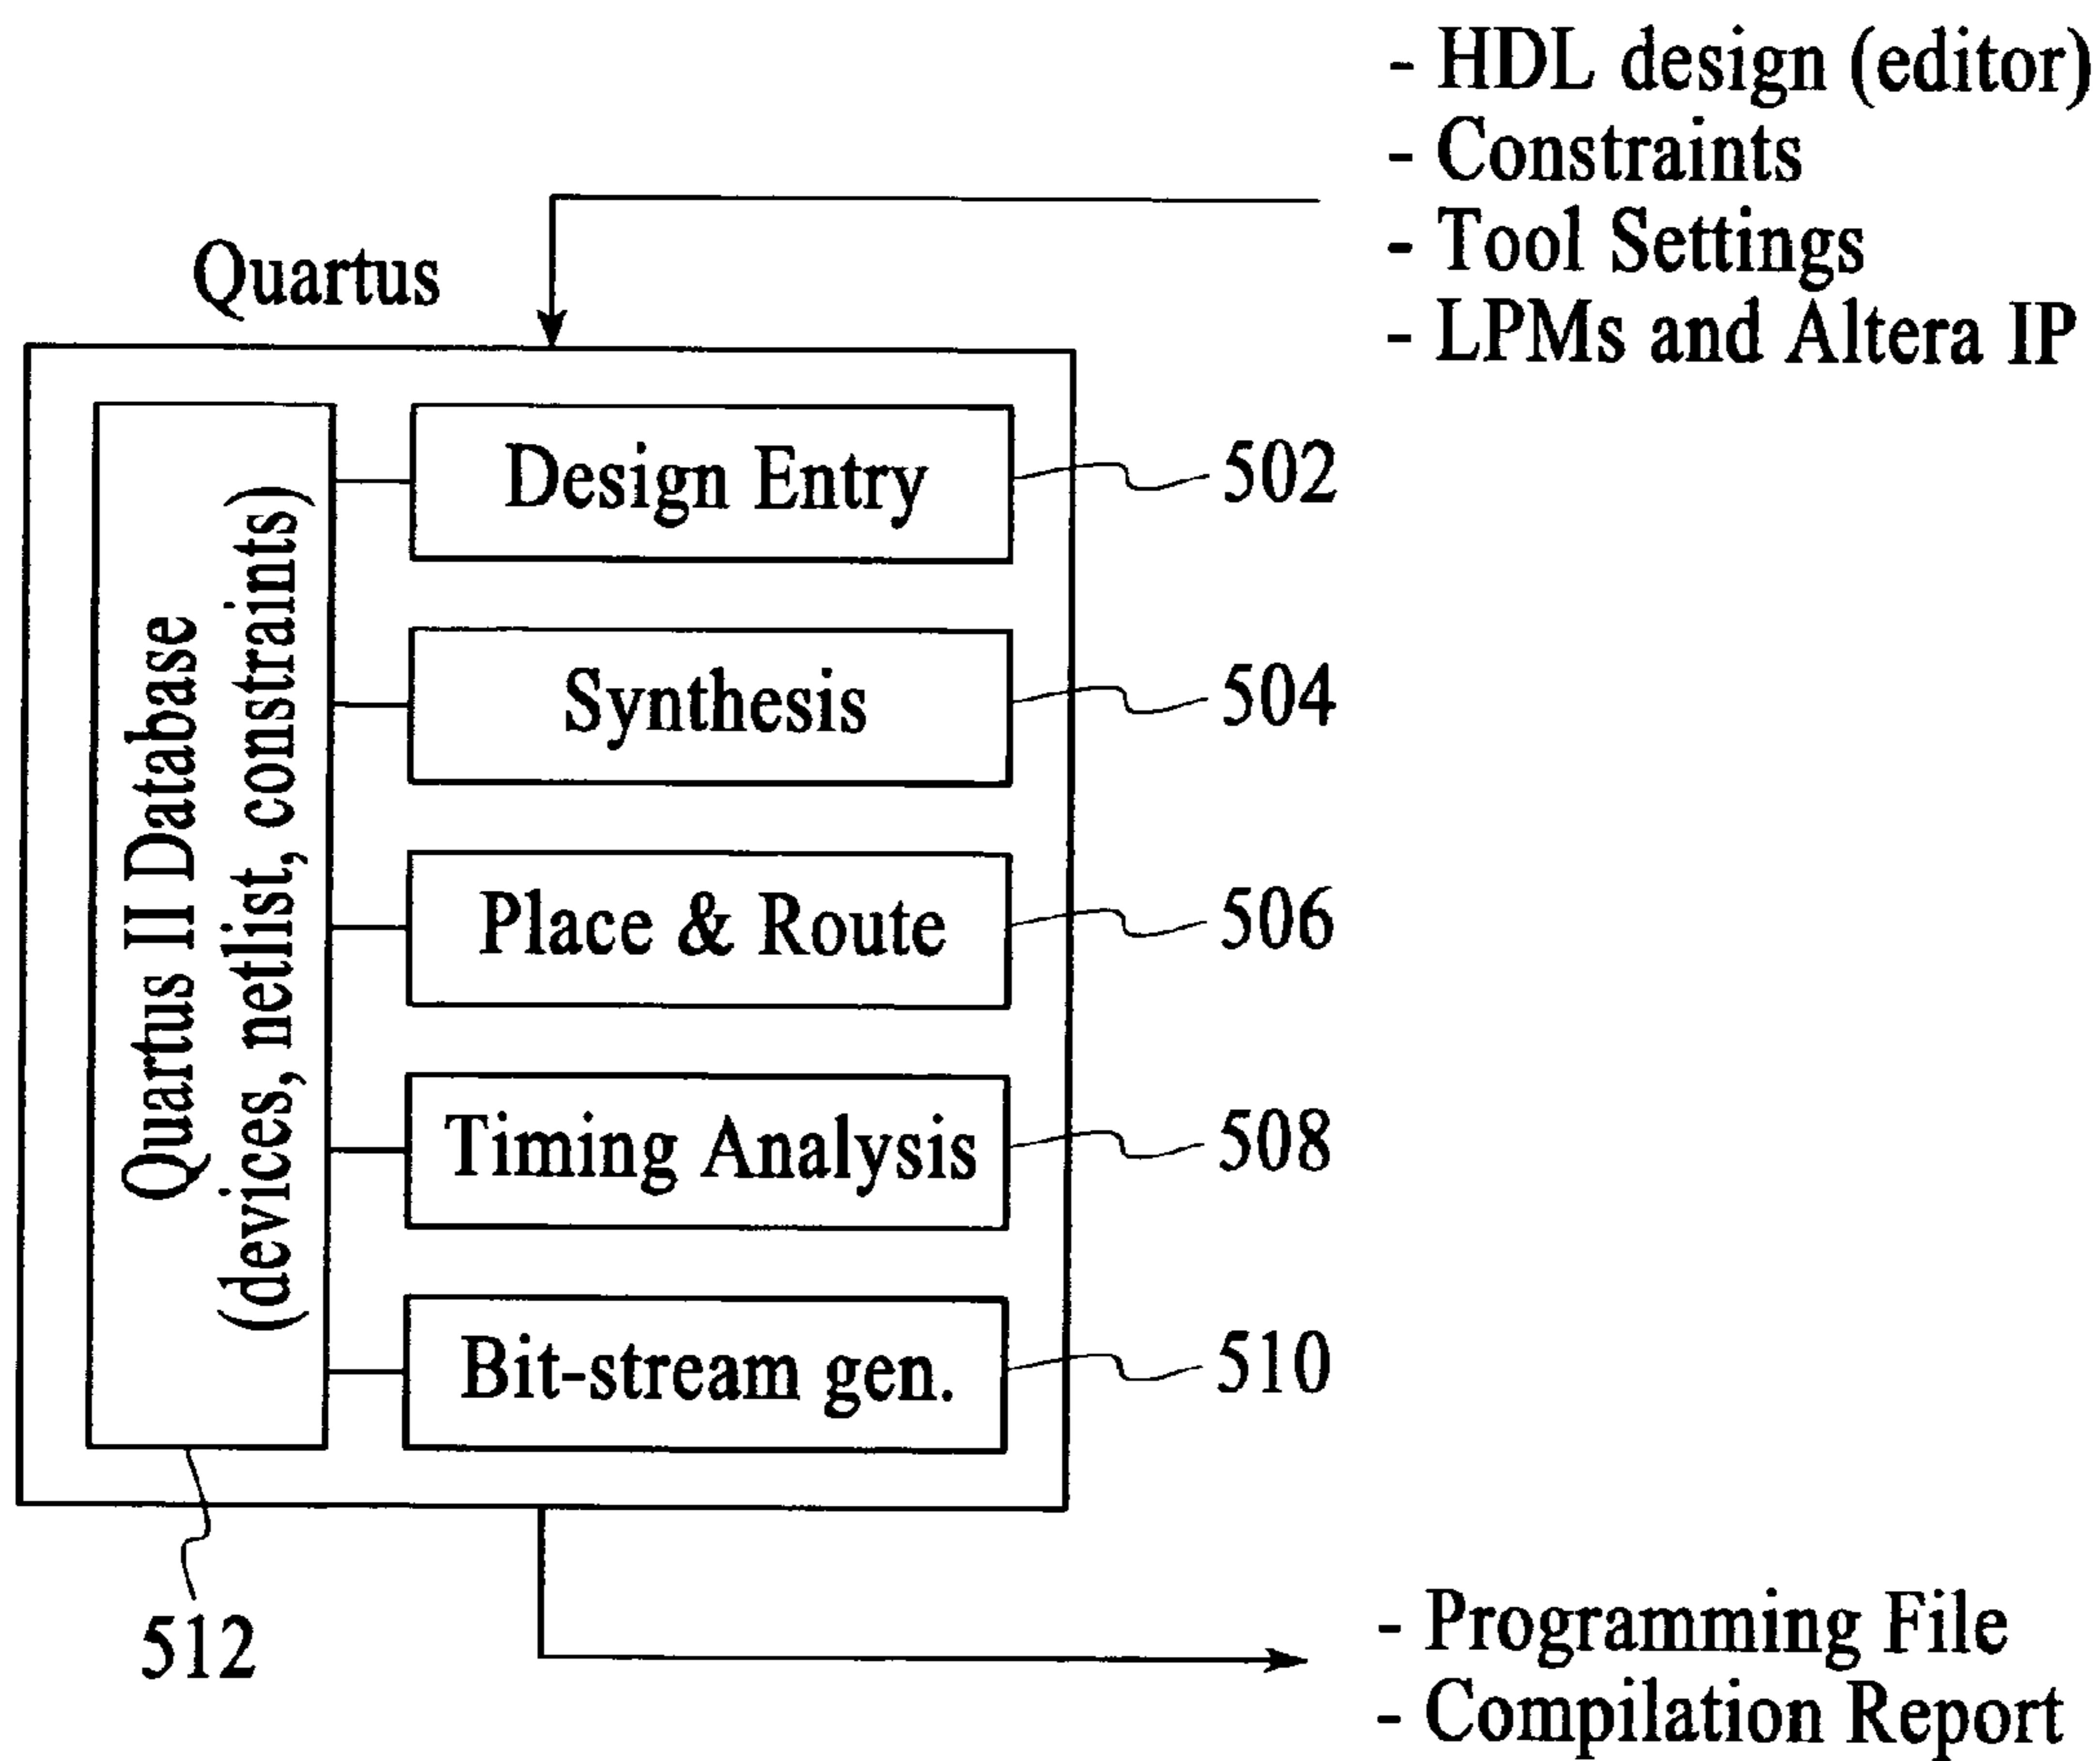 - HDL design (editor)
- Constraints
- Tool Settings
- LPMs and Altera IP
Quartus
Quartus II Database
(devices, netlist, constraints)
Design Entry
502
Synthesis
504
Place & Route
506
Timing Analysis
508
Bit-stream gen.
510
512
- Programming File
- Compilation Report